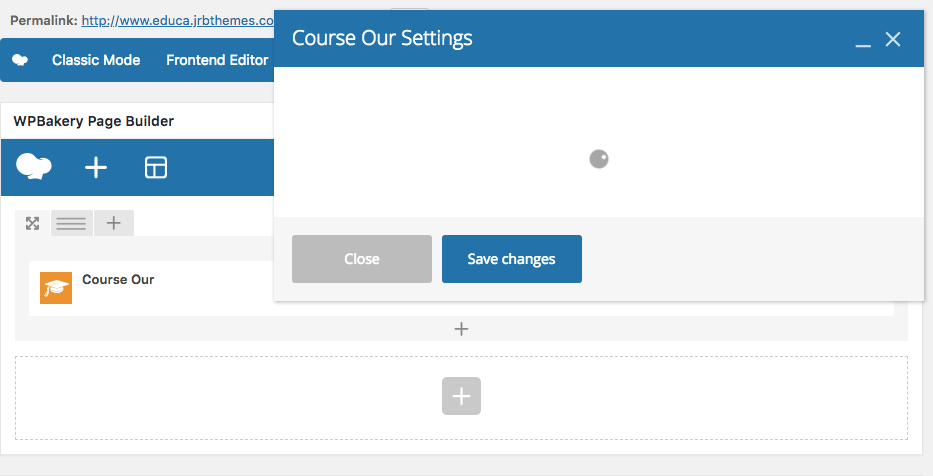 Permalink: http://www.educa.jrbthemes.co
Course Our Settings
Classic Mode
Frontend Editor
WPBakery Page Builder
Close
Save changes
Course Our